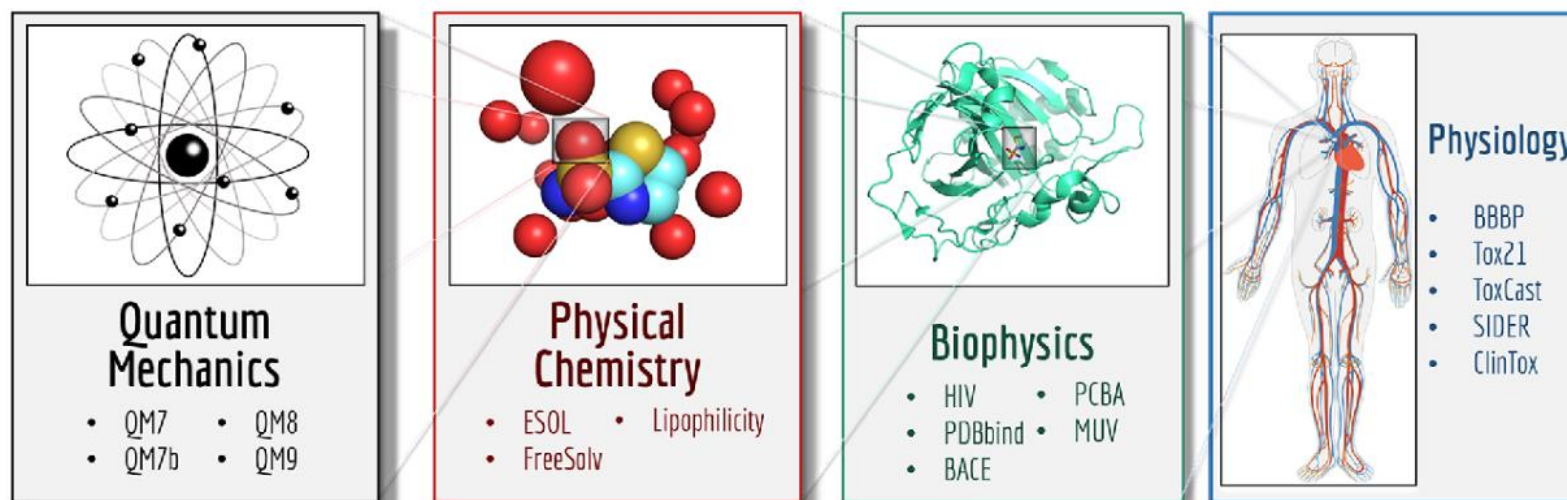 Quantum
Mechanics
• QM7 • QM8
• QM7b • QM9
Physical
Chemistry
• ESOL • Lipophilicity
• FreeSolv
Biophysics
• HIV • PCBA
• PDBbind • MUV
• BACE
Physiology
• BBBP
• Tox21
• ToxCast
• SIDER
• ClinTox